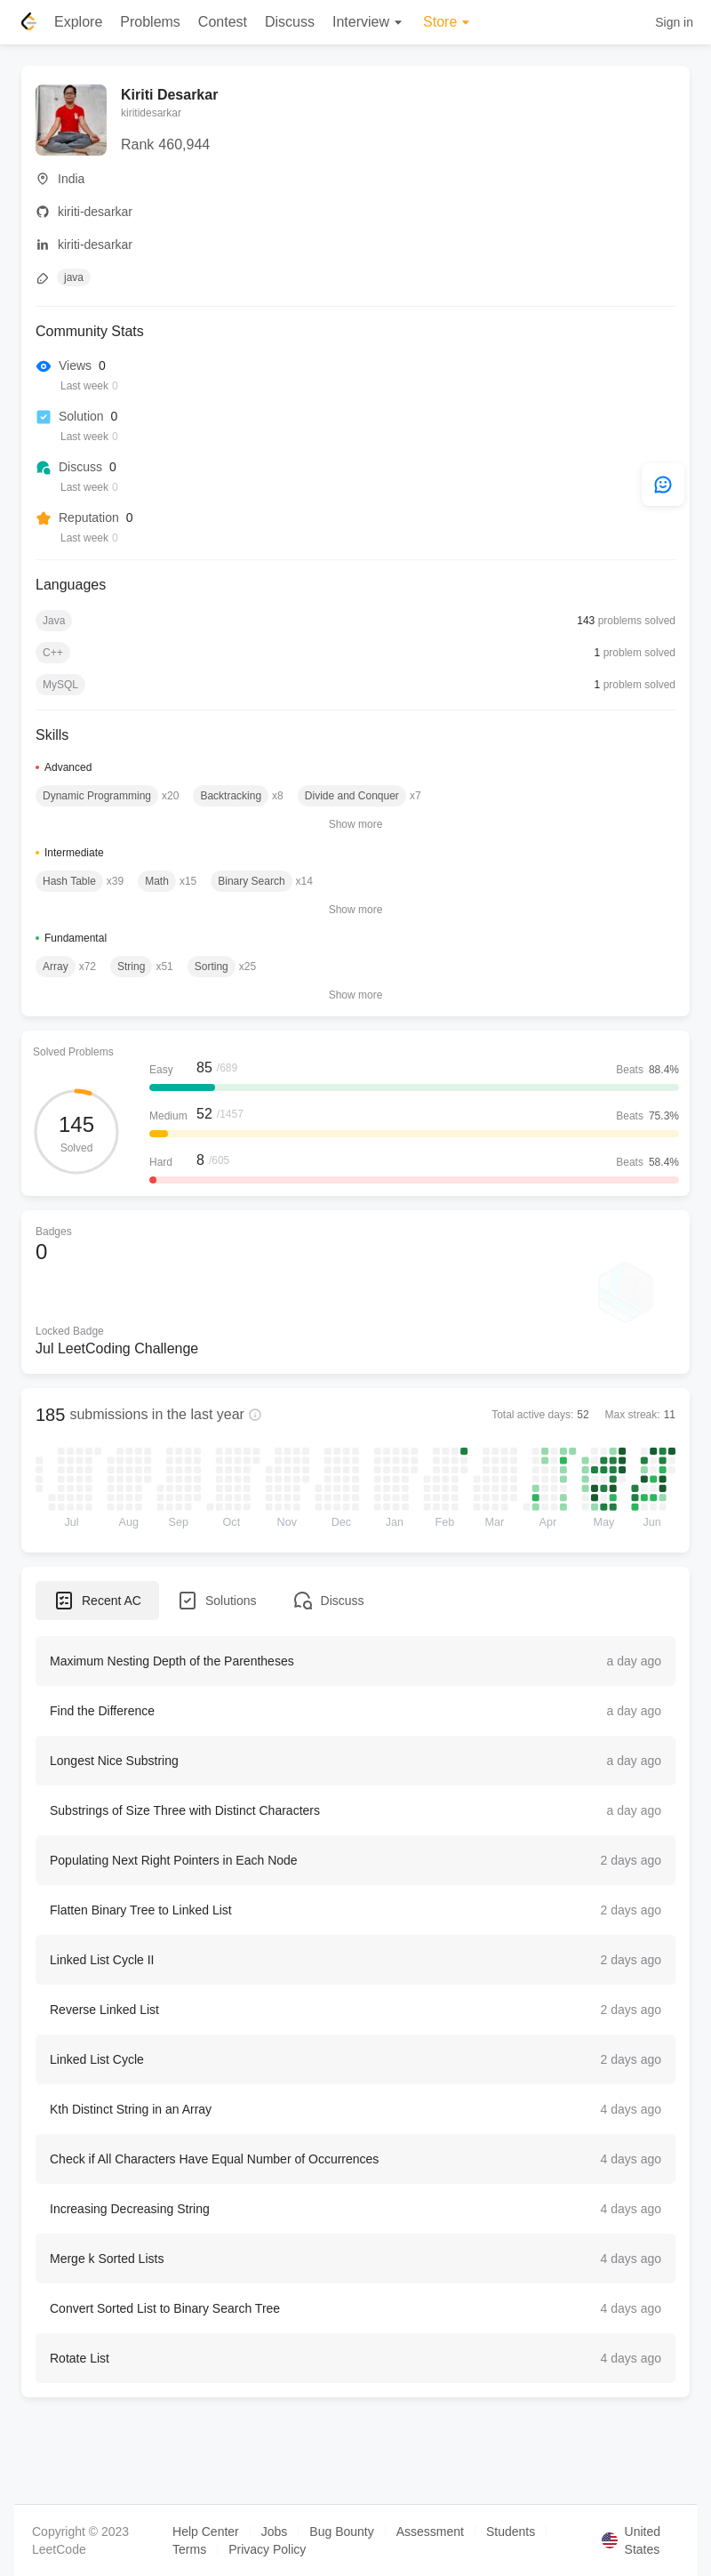 Explore Problems Contest Discuss Interview Store Sign in
Kiriti Desarkar
kiritidesarkar
Rank 460,944
India
kiriti-desarkar
kiriti-desarkar
java
Community Stats
Views 0
Last week 0
Solution 0
Last week 0
Discuss 0
Last week 0
Reputation 0
Last week 0
Languages
Java 143 problems solved
C++ 1 problem solved
MySQL 1 problem solved
Skills
Advanced
Dynamic Programming x20 Backtracking x8 Divide and Conquer x7
Show more
Intermediate
Hash Table x39 Math x15 Binary Search x14
Show more
Fundamental
Array x72 String x51 Sorting x25
Show more
Solved Problems
145
Solved
Easy 85 /689 Beats 88.4%
Medium 52 /1457 Beats 75.3%
Hard 8 /605 Beats 58.4%
Badges
0
Locked Badge
Jul LeetCoding Challenge
185 submissions in the last year Total active days: 52 Max streak: 11
Jul Aug Sep Oct Nov Dec Jan Feb Mar Apr May Jun
Recent AC Solutions Discuss
Maximum Nesting Depth of the Parentheses a day ago
Find the Difference a day ago
Longest Nice Substring a day ago
Substrings of Size Three with Distinct Characters a day ago
Populating Next Right Pointers in Each Node 2 days ago
Flatten Binary Tree to Linked List 2 days ago
Linked List Cycle II 2 days ago
Reverse Linked List 2 days ago
Linked List Cycle 2 days ago
Kth Distinct String in an Array 4 days ago
Check if All Characters Have Equal Number of Occurrences 4 days ago
Increasing Decreasing String 4 days ago
Merge k Sorted Lists 4 days ago
Convert Sorted List to Binary Search Tree 4 days ago
Rotate List 4 days ago
Copyright © 2023
LeetCode
Help Center Jobs Bug Bounty Assessment Students
Terms Privacy Policy
United
States